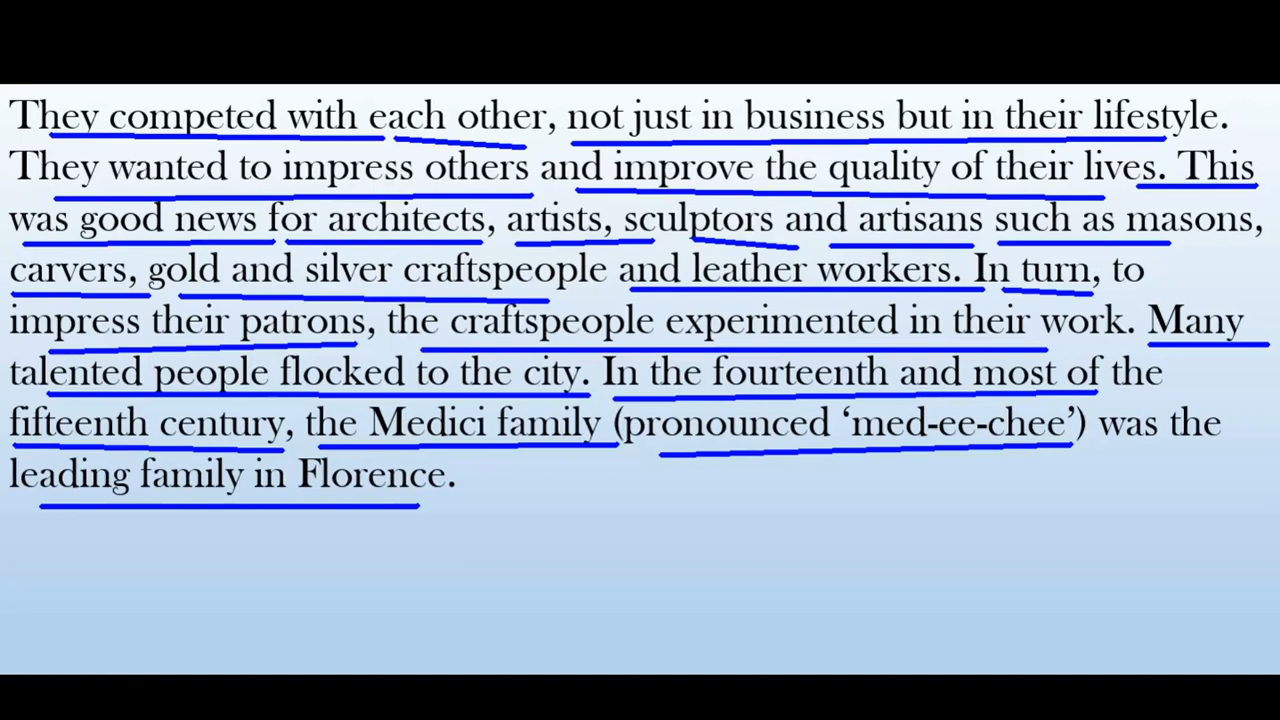 They competed with each other, not just in business but in their lifestyle.
They wanted to impress others and improve the quality of their lives. This
was good news for architects, artists, sculptors and artisans such as masons,
carvers, gold and silver craftspeople and leather workers. In turn, to
impress their patrons, the craftspeople experimented in their work. Many
talented people flocked to the city. In the fourteenth and most of the
fifteenth century, the Medici family (pronounced ‘med-ee-chee’) was the
leading family in Florence.